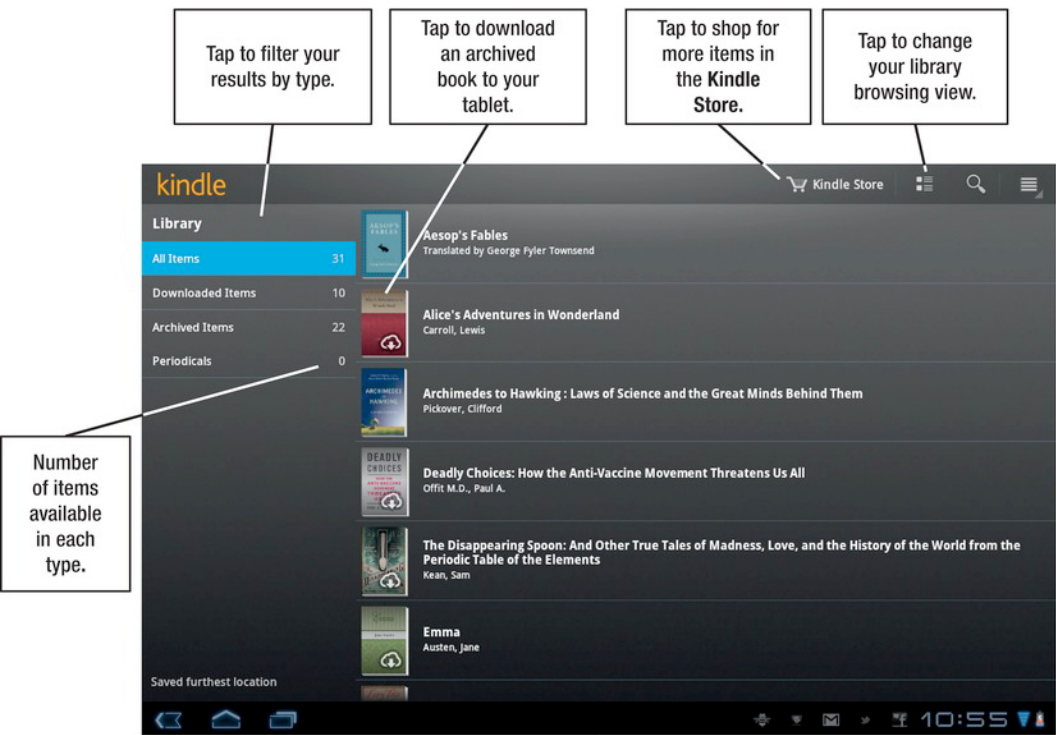 Tap to filter your
results by type.
Tap to download
an archived
book to your
tablet.
Tap to shop for
more items in
the Kindle
Store.
Tap to change
your library
browsing view.
kindle
Kindle Store
Library
All Items 31
Downloaded Items 10
Archived Items 22
Periodicals 0
Number
of items
available
in each
type.
AESOP'S
FABLES
Aesop's Fables
Translated by George Fyler Townsend
Alice's Adventures in Wonderland
Carroll, Lewis
ARCHIMEDES
HAWKING
Archimedes to Hawking : Laws of Science and the Great Minds Behind Them
Pickover, Clifford
DEADLY
CHOICES
Deadly Choices: How the Anti-Vaccine Movement Threatens Us All
Offit M.D., Paul A.
The Disappearing Spoon: And Other True Tales of Madness, Love, and the History of the World from the
Periodic Table of the Elements
Kean, Sam
Emma
Austen, Jane
Saved furthest location
10:55